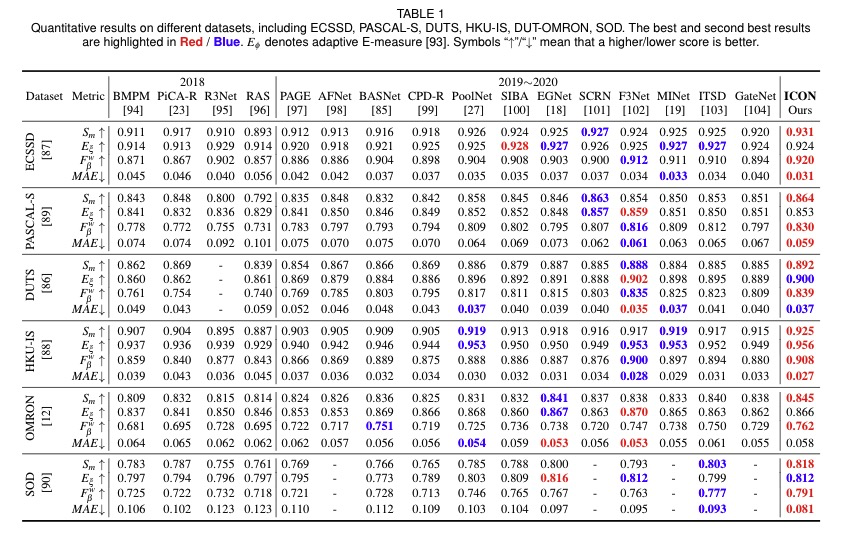 TABLE 1
Quantitative results on different datasets, including ECSSD, PASCAL-S, DUTS, HKU-IS, DUT-OMRON, SOD. The best and second best results
are highlighted in Red / Blue. E_ϕ denotes adaptive E-measure [93]. Symbols “↑”/“↓” mean that a higher/lower score is better.
2018 2019∼2020
Dataset Metric BMPM PiCA-R R3Net RAS PAGE AFNet BASNet CPD-R PoolNet SIBA EGNet SCRN F3Net MINet ITSD GateNet ICON
[94] [23] [95] [96] [97] [98] [85] [99] [27] [100] [18] [101] [102] [19] [103] [104] Ours
ECSSD [87]
S_m ↑ 0.911 0.917 0.910 0.893 0.912 0.913 0.916 0.918 0.926 0.924 0.925 0.927 0.924 0.925 0.925 0.920 0.931
E_ξ ↑ 0.914 0.913 0.929 0.914 0.920 0.918 0.921 0.925 0.925 0.928 0.927 0.926 0.927 0.927 0.927 0.924 0.924
F_β^w ↑ 0.871 0.867 0.902 0.857 0.886 0.886 0.904 0.898 0.904 0.908 0.903 0.900 0.912 0.911 0.910 0.894 0.920
MAE↓ 0.045 0.046 0.040 0.056 0.042 0.042 0.037 0.037 0.035 0.035 0.037 0.037 0.034 0.033 0.034 0.040 0.031
PASCAL-S [89]
S_m ↑ 0.843 0.848 0.800 0.792 0.835 0.848 0.832 0.842 0.858 0.845 0.846 0.863 0.854 0.850 0.853 0.851 0.864
E_ξ ↑ 0.841 0.832 0.836 0.829 0.841 0.850 0.846 0.849 0.852 0.852 0.848 0.857 0.859 0.851 0.850 0.851 0.853
F_β^w ↑ 0.778 0.772 0.755 0.731 0.783 0.797 0.793 0.794 0.809 0.802 0.795 0.807 0.816 0.809 0.812 0.797 0.830
MAE↓ 0.074 0.074 0.092 0.101 0.075 0.070 0.075 0.070 0.064 0.069 0.073 0.062 0.061 0.063 0.065 0.067 0.059
DUTS [86]
S_m ↑ 0.862 0.869 - 0.839 0.854 0.867 0.866 0.869 0.886 0.879 0.887 0.885 0.888 0.884 0.885 0.885 0.892
E_ξ ↑ 0.860 0.862 - 0.861 0.869 0.879 0.884 0.886 0.896 0.892 0.891 0.888 0.902 0.898 0.895 0.889 0.900
F_β^w ↑ 0.761 0.754 - 0.740 0.769 0.785 0.803 0.795 0.817 0.811 0.815 0.803 0.835 0.825 0.823 0.809 0.839
MAE↓ 0.049 0.043 - 0.059 0.052 0.046 0.048 0.043 0.037 0.040 0.039 0.040 0.035 0.037 0.041 0.040 0.037
HKU-IS [88]
S_m ↑ 0.907 0.904 0.895 0.887 0.903 0.905 0.909 0.905 0.919 0.913 0.918 0.916 0.917 0.919 0.917 0.915 0.925
E_ξ ↑ 0.937 0.936 0.939 0.929 0.940 0.942 0.946 0.944 0.953 0.950 0.950 0.949 0.953 0.953 0.952 0.949 0.956
F_β^w ↑ 0.859 0.840 0.877 0.843 0.866 0.869 0.889 0.875 0.888 0.886 0.887 0.876 0.900 0.897 0.894 0.880 0.908
MAE↓ 0.039 0.043 0.036 0.045 0.037 0.036 0.032 0.034 0.030 0.032 0.031 0.034 0.028 0.029 0.031 0.033 0.027
OMRON [12]
S_m ↑ 0.809 0.832 0.815 0.814 0.824 0.826 0.836 0.825 0.831 0.832 0.841 0.837 0.838 0.833 0.840 0.838 0.845
E_ξ ↑ 0.837 0.841 0.850 0.846 0.853 0.853 0.869 0.866 0.868 0.860 0.867 0.863 0.870 0.865 0.863 0.862 0.866
F_β^w ↑ 0.681 0.695 0.728 0.695 0.722 0.717 0.751 0.719 0.725 0.736 0.738 0.720 0.747 0.738 0.750 0.729 0.762
MAE↓ 0.064 0.065 0.062 0.062 0.062 0.057 0.056 0.056 0.054 0.059 0.053 0.056 0.053 0.055 0.061 0.055 0.058
SOD [90]
S_m ↑ 0.783 0.787 0.755 0.761 0.769 - 0.766 0.765 0.785 0.788 0.800 - 0.793 - 0.803 - 0.818
E_ξ ↑ 0.797 0.794 0.796 0.797 0.795 - 0.773 0.789 0.803 0.809 0.816 - 0.812 - 0.799 - 0.812
F_β^w ↑ 0.725 0.722 0.732 0.718 0.721 - 0.728 0.713 0.746 0.765 0.767 - 0.763 - 0.777 - 0.791
MAE↓ 0.106 0.102 0.123 0.123 0.110 - 0.112 0.109 0.103 0.104 0.097 - 0.095 - 0.093 - 0.081